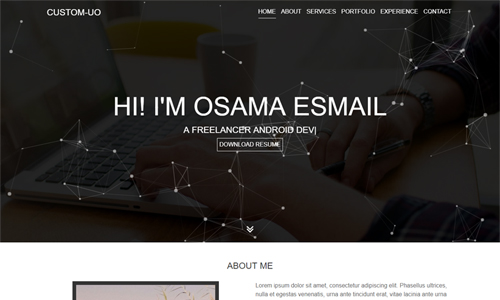 CUSTOM-UO
HOME ABOUT SERVICES PORTFOLIO EXPERIENCE CONTACT
HI! I'M OSAMA ESMAIL
A FREELANCER ANDROID DEV|
DOWNLOAD RESUME
ABOUT ME
Lorem ipsum dolor sit amet, consectetur adipiscing elit. Phasellus ultrices,
nulla et egestas venenatis, urna ante tincidunt erat, vitae lacinia ante urna